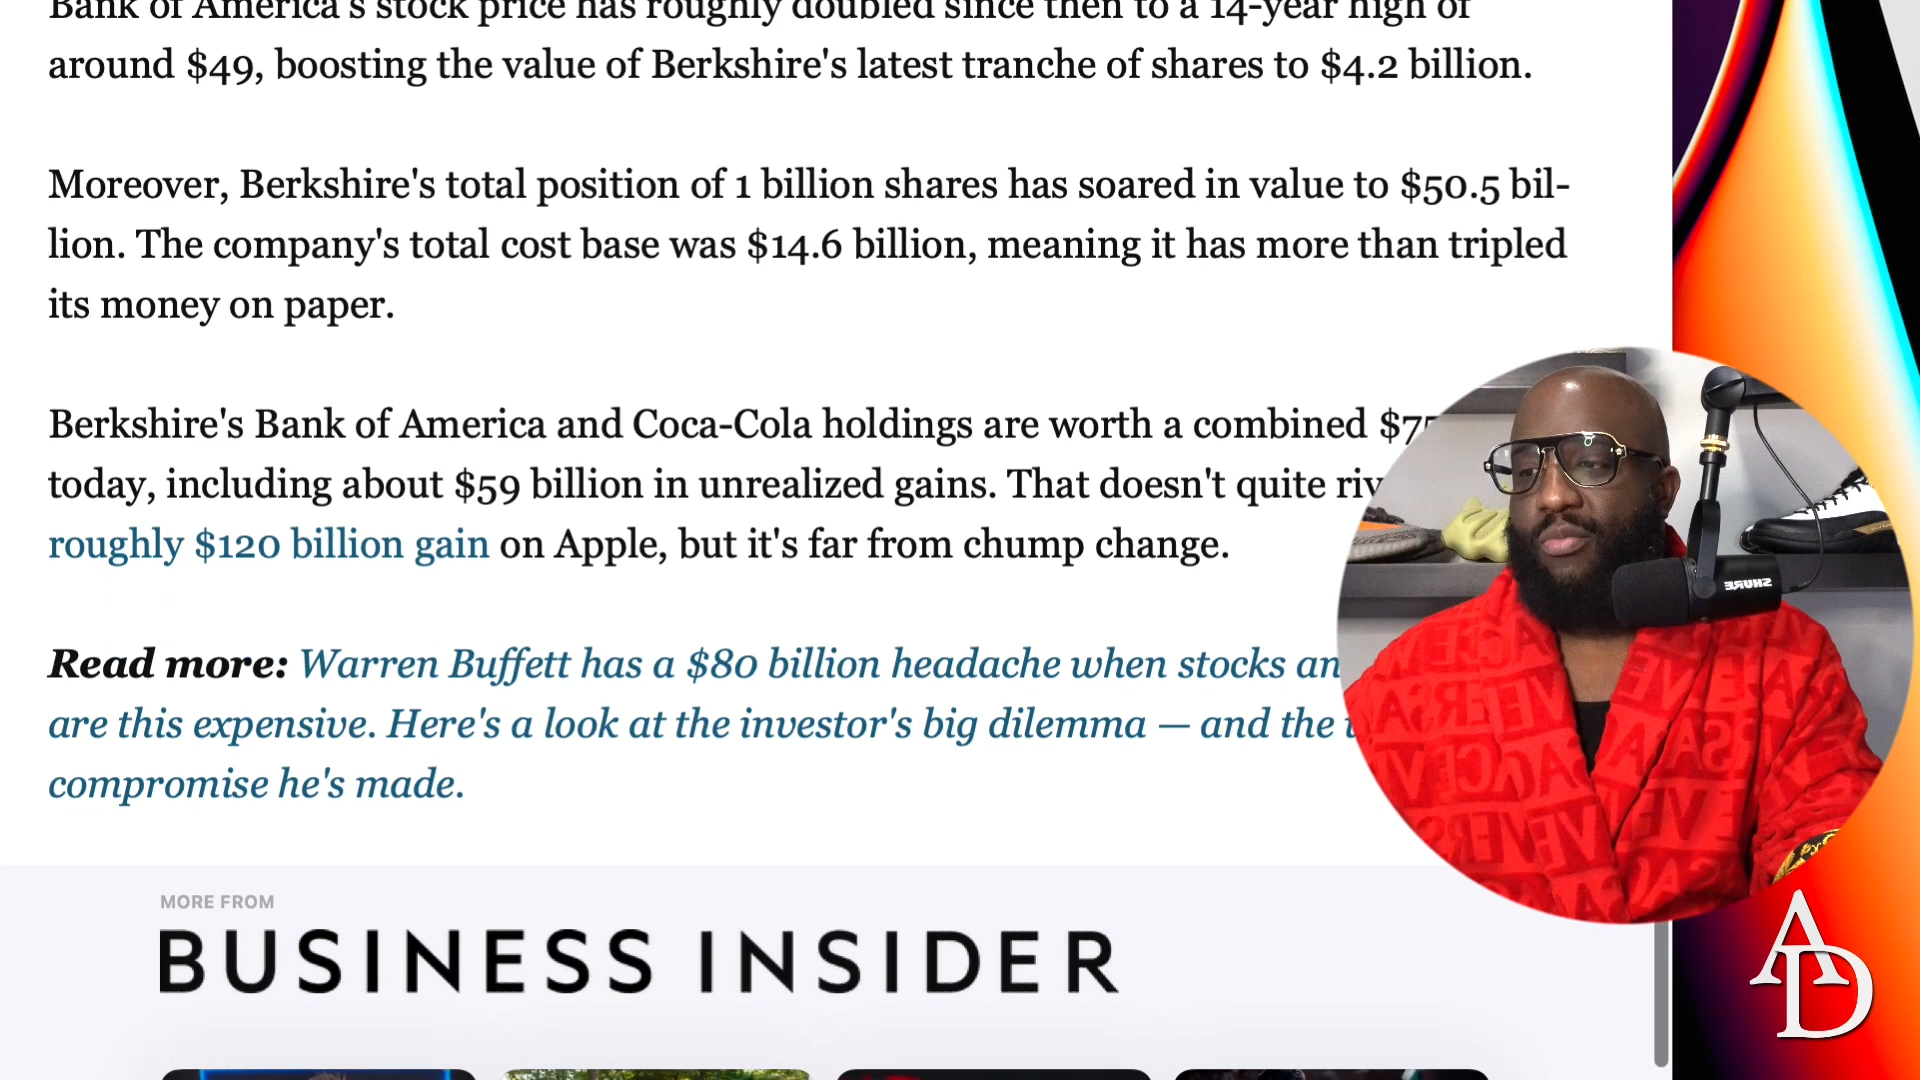 Bank of America's stock price has roughly doubled since then to a 14-year high of
around $49, boosting the value of Berkshire's latest tranche of shares to $4.2 billion.
Moreover, Berkshire's total position of 1 billion shares has soared in value to $50.5 bil-
lion. The company's total cost base was $14.6 billion, meaning it has more than tripled
its money on paper.
Berkshire's Bank of America and Coca-Cola holdings are worth a combined
today, including about $59 billion in unrealized gains. That doesn't quite
roughly $120 billion gain on Apple, but it's far from chump change.
Read more: Warren Buffett has a $80 billion headache when stocks
are this expensive. Here's a look at the investor's big dilemma — and the
compromise he's made.
SHURE
MORE FROM
BUSINESS INSIDER
AD